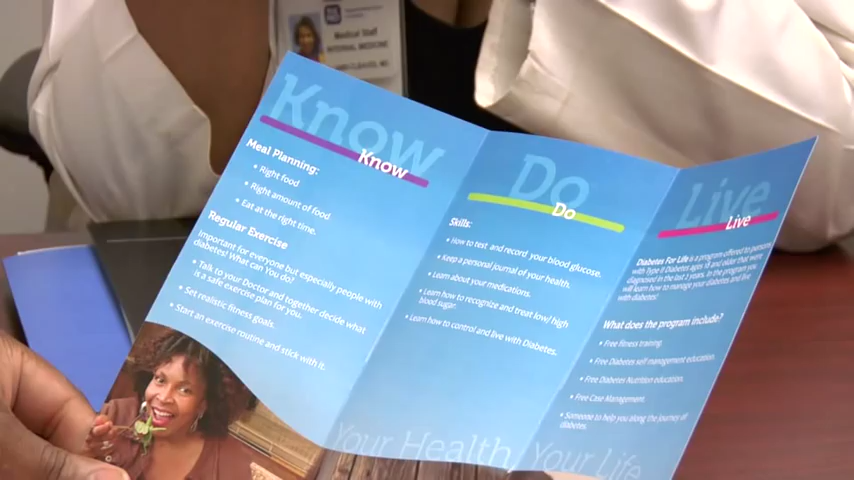 Medical Staff
INTERNAL MEDICINE
Know
Know
Meal Planning:
• Right food
• Right amount of food
• Eat at the right time.
Regular Exercise
Important for everyone but especially people with
diabetes! What can You do?
• Talk to your Doctor and together decide what
is a safe exercise plan for you.
• Set realistic fitness goals.
• Start an exercise routine and stick with it.
Do
Do
Skills:
• How to test and record your blood glucose.
• Keep a personal journal of your health.
• Learn about your medications.
• Learn how to recognize and treat low/ high
blood sugar.
• Learn how to control and live with Diabetes.
Live
Live
Diabetes For Life is a program offered to persons
with Type II Diabetes ages 18 and older that were
diagnosed in the last 2 years. In the program you
will learn how to manage your diabetes and live
with diabetes!
What does the program include?
• Free fitness training.
• Free Diabetes self management education.
• Free Diabetes Nutrition education.
• Free Case Management.
• Someone to help you along the journey of
diabetes.
Your Health, Your Life